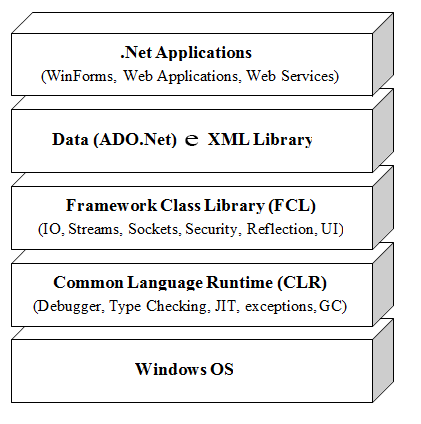 .Net Applications
(WinForms, Web Applications, Web Services)
Data (ADO.Net) e XML Library
Framework Class Library (FCL)
(IO, Streams, Sockets, Security, Reflection, UI)
Common Language Runtime (CLR)
(Debugger, Type Checking, JIT, exceptions, GC)
Windows OS